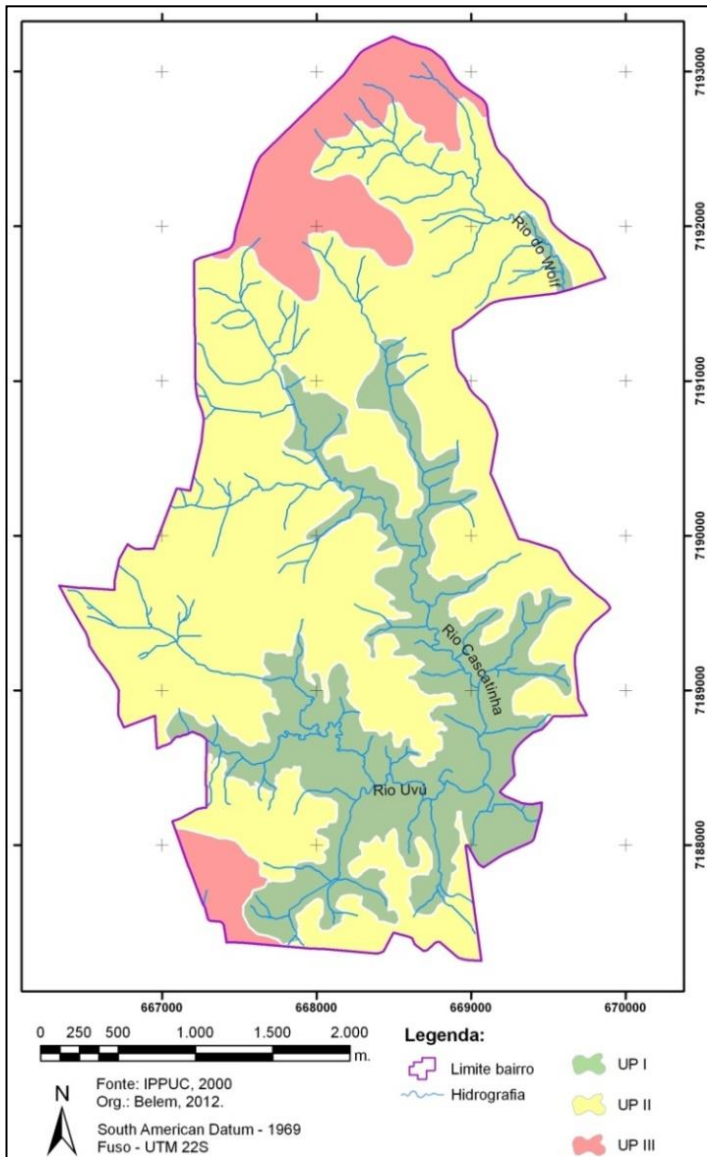 7193000
7192000
7191000
7190000
7189000
7188000
Rio do Wolf
Rio Cascatinha
Rio Uvú
667000 668000 669000 670000
0 250 500 1.000 1.500 2.000
m.
Legenda:
Limite bairro
Hidrografia
UP I
UP II
UP III
N
Fonte: IPPUC, 2000
Org.: Belem, 2012.
South American Datum - 1969
Fuso - UTM 22S